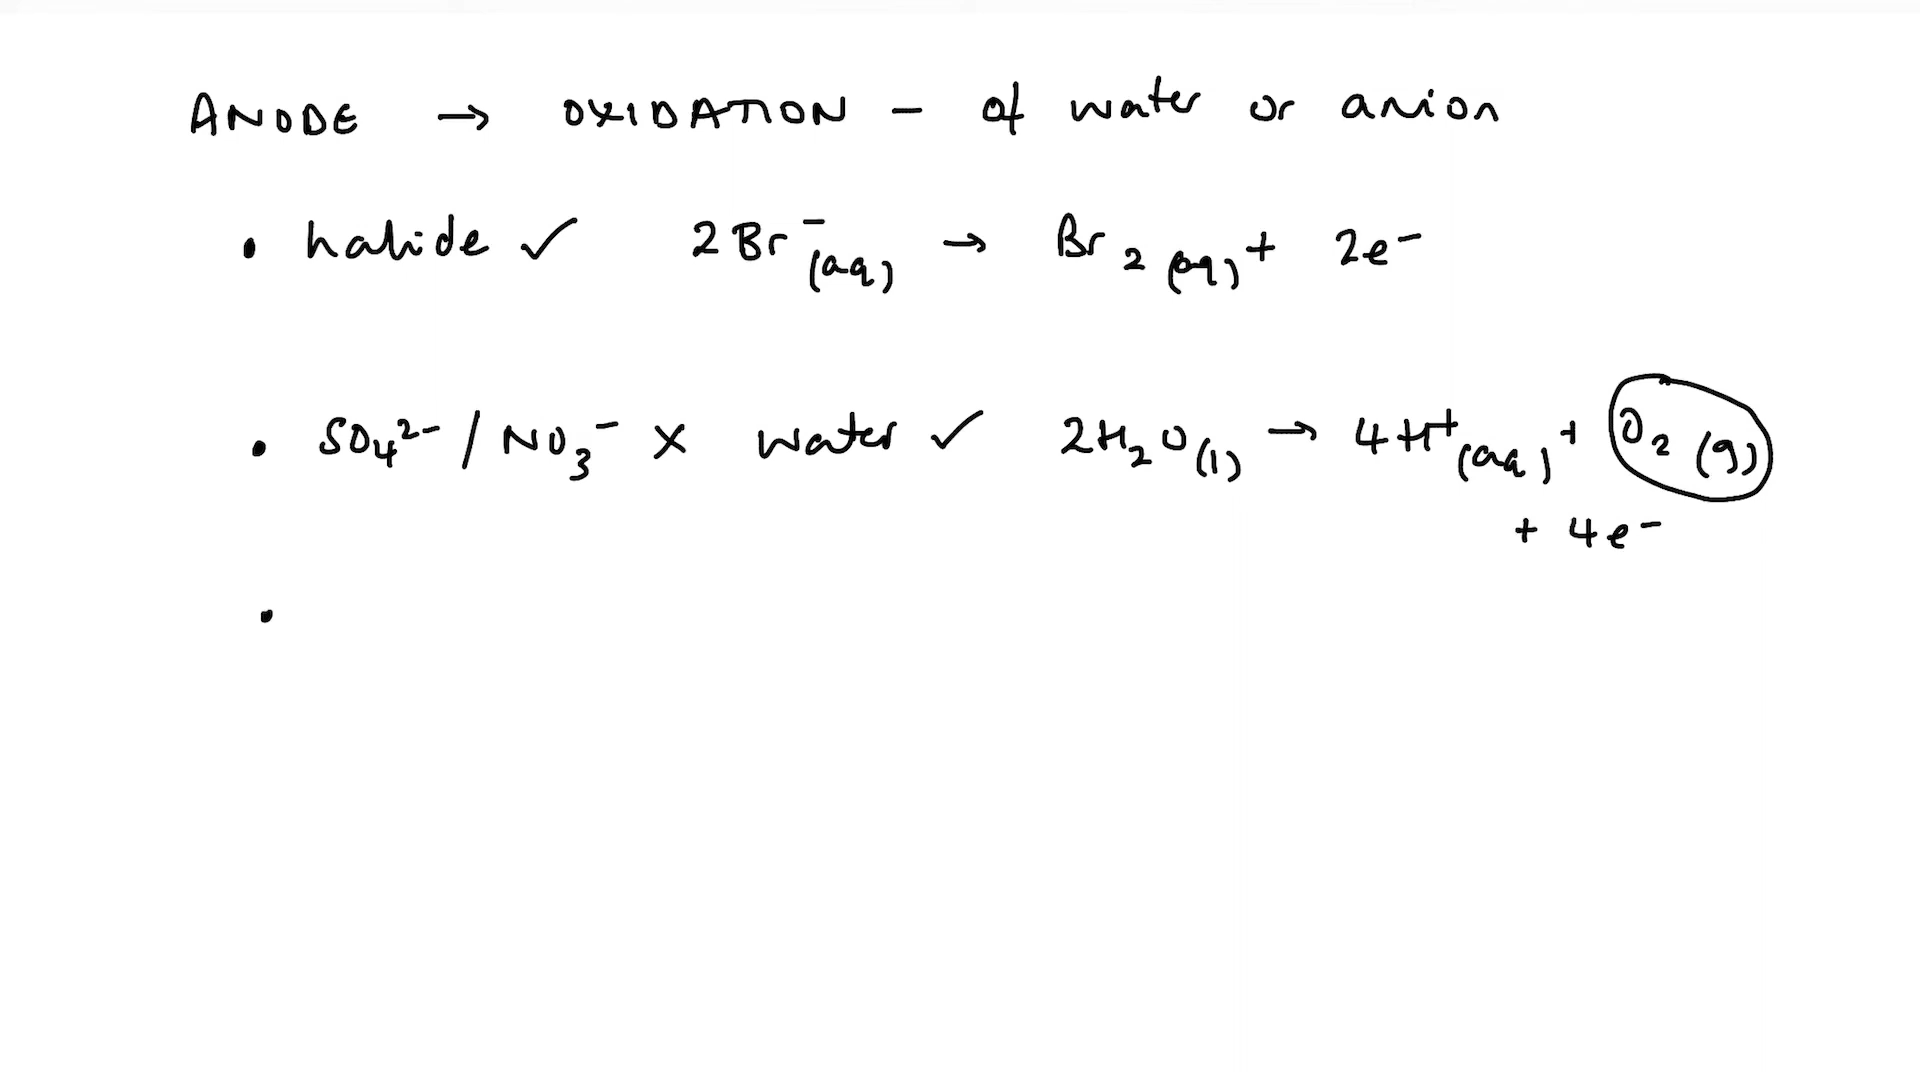 ANODE → OXIDATION - of water or anion
• halide ✓ 2Br⁻(aq) → Br₂(aq) + 2e⁻
• SO₄²⁻ / NO₃⁻ × water ✓ 2H₂O(l) → 4H⁺(aq) + O₂(g)
+ 4e⁻
•